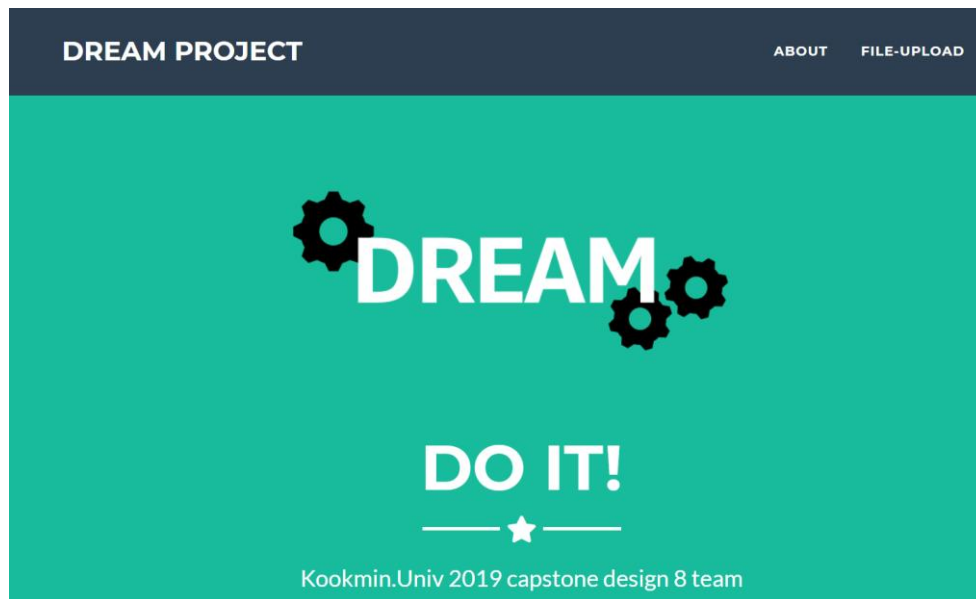 DREAM PROJECT
ABOUT FILE-UPLOAD
DREAM
DO IT!
Kookmin.Univ 2019 capstone design 8 team